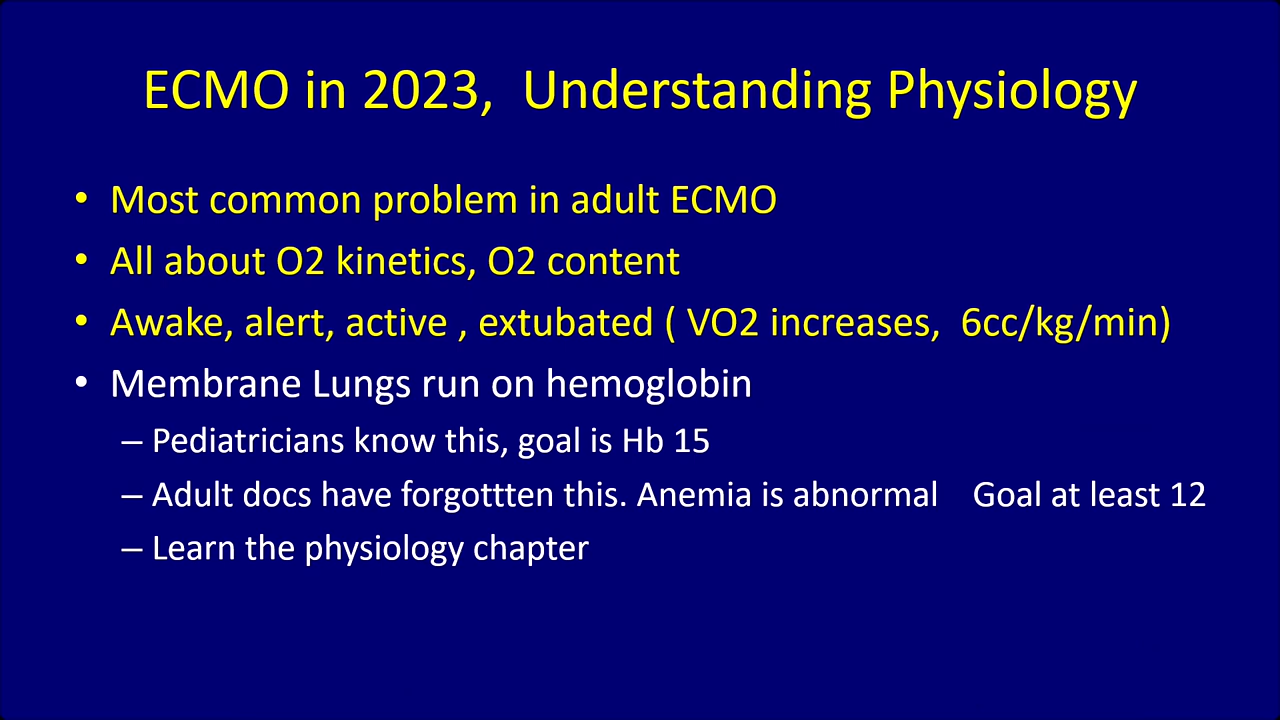 ECMO in 2023,  Understanding Physiology
• Most common problem in adult ECMO
• All about O2 kinetics, O2 content
• Awake, alert, active , extubated ( VO2 increases,  6cc/kg/min)
• Membrane Lungs run on hemoglobin
– Pediatricians know this, goal is Hb 15
– Adult docs have forgottten this. Anemia is abnormal    Goal at least 12
– Learn the physiology chapter